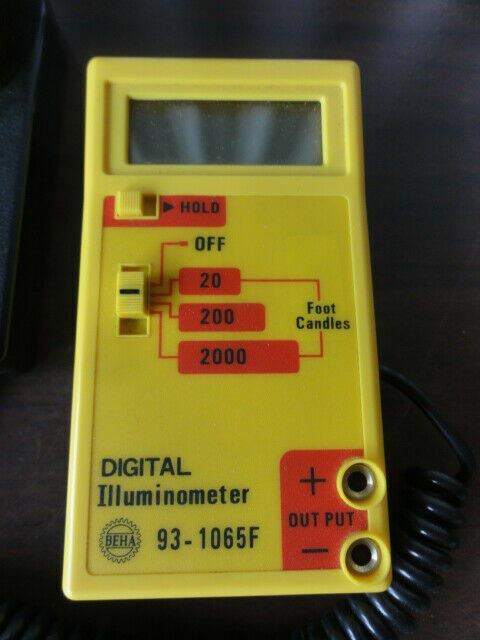 ▶ HOLD
OFF
20
200
2000
Foot
Candles
DIGITAL
Illuminometer
BEHA
93-1065F
+
OUT PUT
−